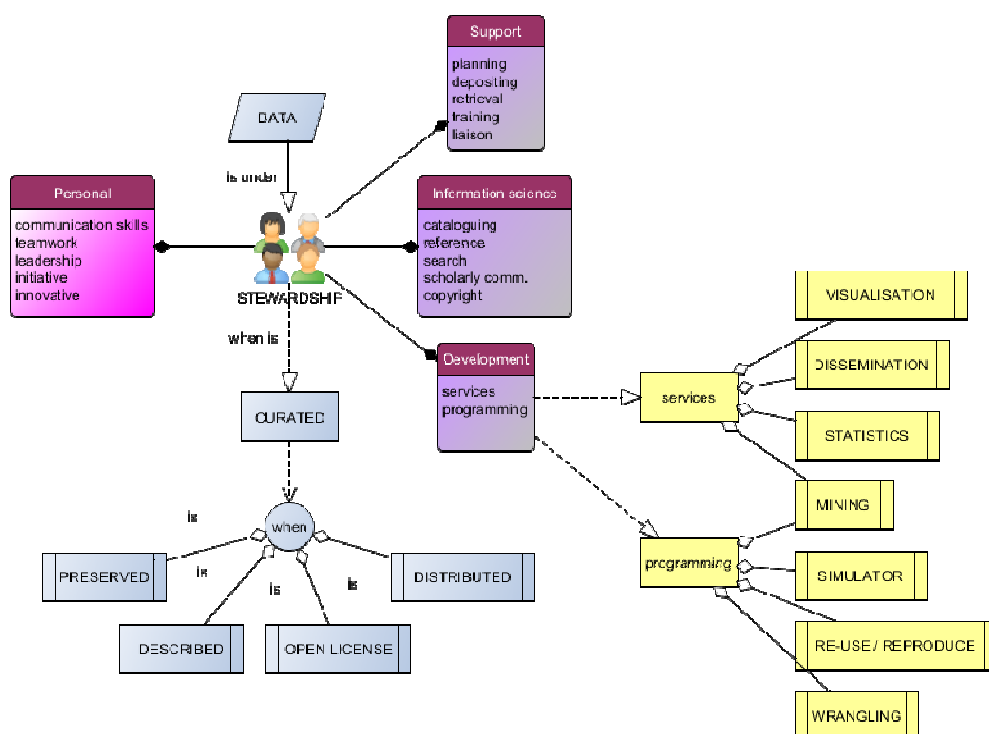 Support
planning
depositing
retrieval
training
liaison
DATA
is under
Personal
communication skills
teamwork
leadership
initiative
innovative
Information science
cataloguing
reference
search
scholarly comm.
copyright
STEWARDSHIP
when is
Development
services
programming
CURATED
when
is
is
is
is
PRESERVED
DISTRIBUTED
DESCRIBED
OPEN LICENSE
services
VISUALISATION
DISSEMINATION
STATISTICS
MINING
programming
SIMULATOR
RE-USE / REPRODUCE
WRANGLING